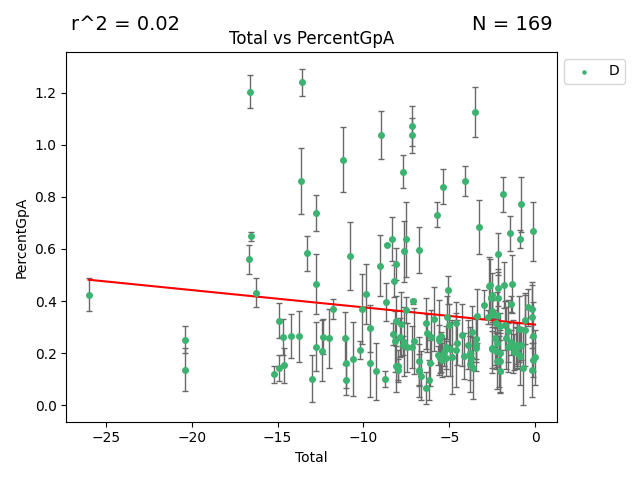 r^2 = 0.02
N = 169
Total vs PercentGpA
D
1.2
1.0
0.8
0.6
0.4
0.2
0.0
PercentGpA
−25
−20
−15
−10
−5
0
Total